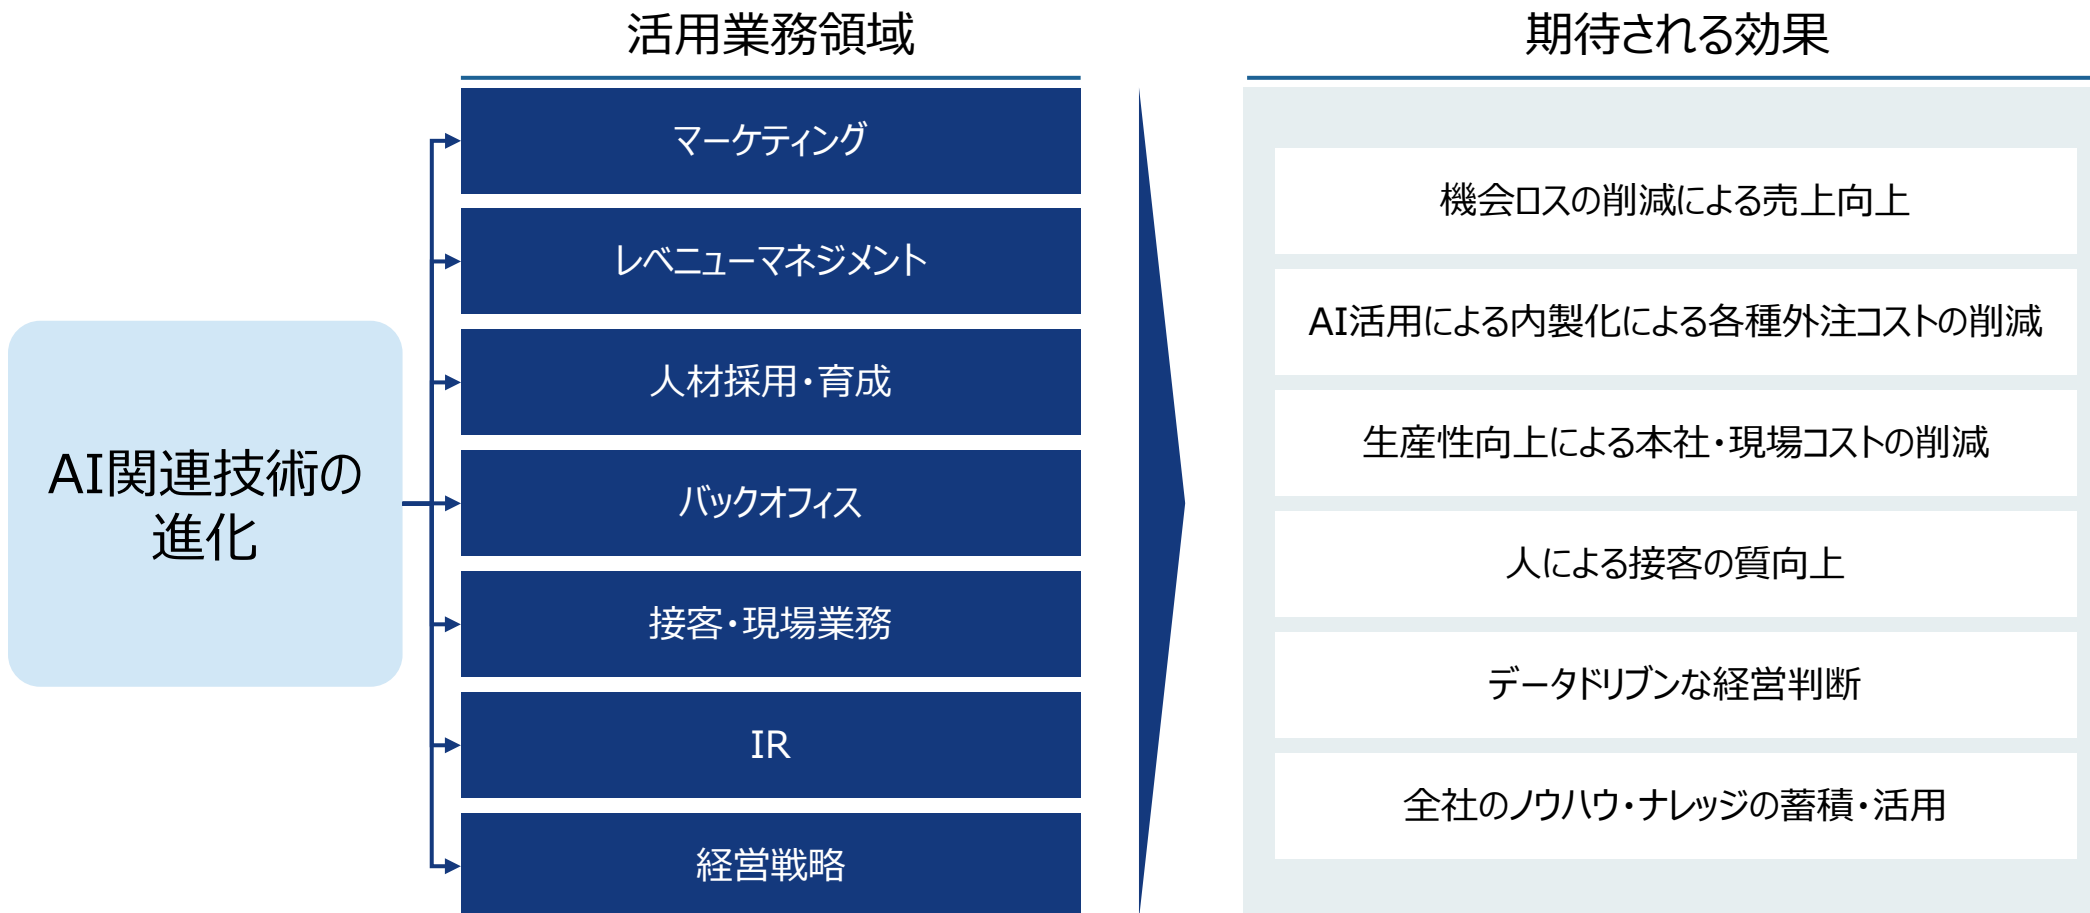 活用業務領域
期待される効果
AI関連技術の
進化
マーケティング
レベニューマネジメント
人材採用・育成
バックオフィス
接客・現場業務
IR
経営戦略
機会ロスの削減による売上向上
AI活用による内製化による各種外注コストの削減
生産性向上による本社・現場コストの削減
人による接客の質向上
データドリブンな経営判断
全社のノウハウ・ナレッジの蓄積・活用